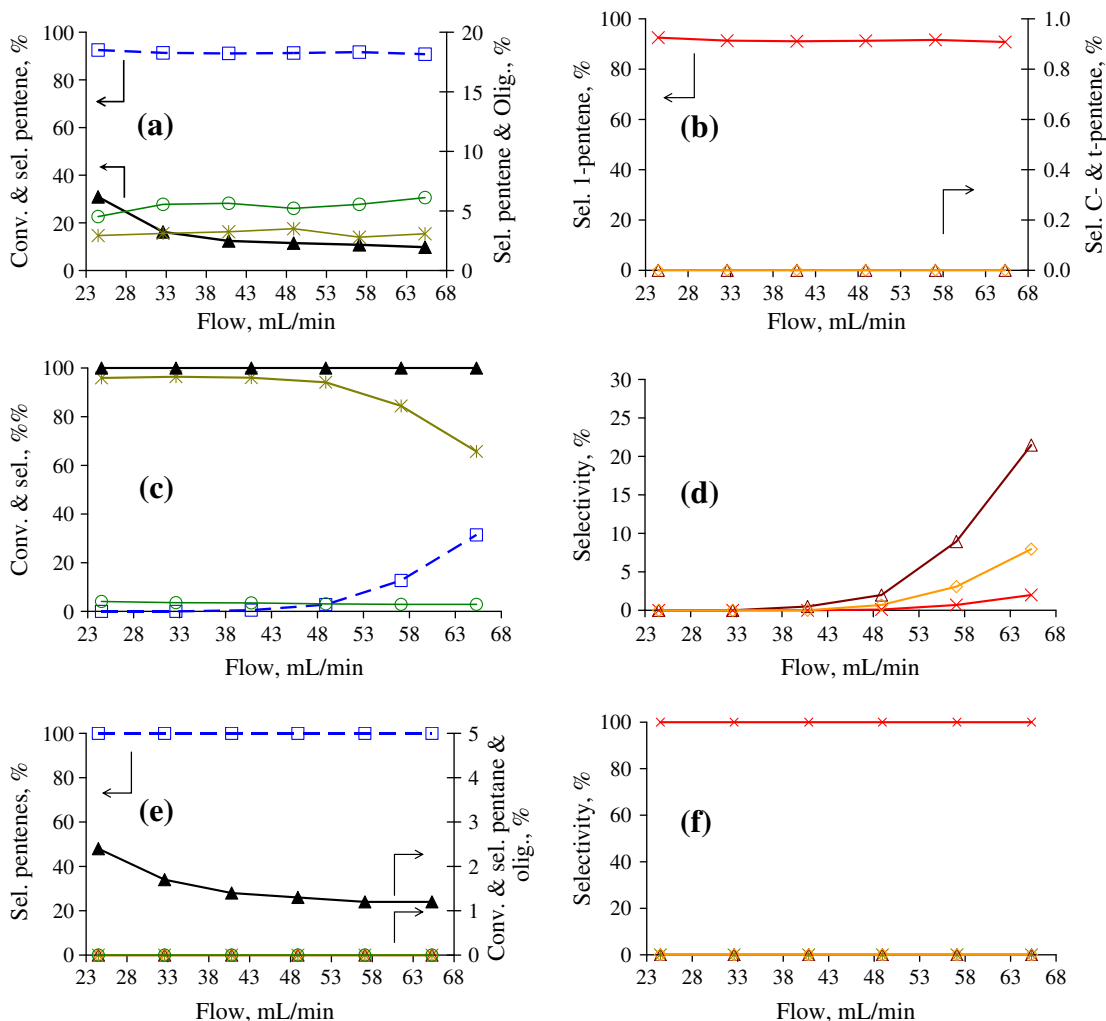 100
80
60
40
20
0
Conv. & sel. pentene, %
(a)
20
15
10
5
0
Sel. pentene & Olig., %
23 28 33 38 43 48 53 58 63 68
Flow, mL/min
100
80
60
40
20
0
Sel. 1-pentene, %
(b)
1.0
0.8
0.6
0.4
0.2
0.0
Sel. C- & t-pentene, %
23 28 33 38 43 48 53 58 63 68
Flow, mL/min
100
80
60
40
20
0
Conv. & sel., %%
(c)
23 28 33 38 43 48 53 58 63 68
Flow, mL/min
30
25
20
15
10
5
0
Selectivity, %
(d)
23 28 33 38 43 48 53 58 63 68
Flow, mL/min
100
80
60
40
20
0
Sel. pentenes, %
(e)
5
4
3
2
1
0
Conv. & sel. pentane &
olig., %
23 28 33 38 43 48 53 58 63 68
Flow, mL/min
100
80
60
40
20
0
Selectivity, %
(f)
23 28 33 38 43 48 53 58 63 68
Flow, mL/min